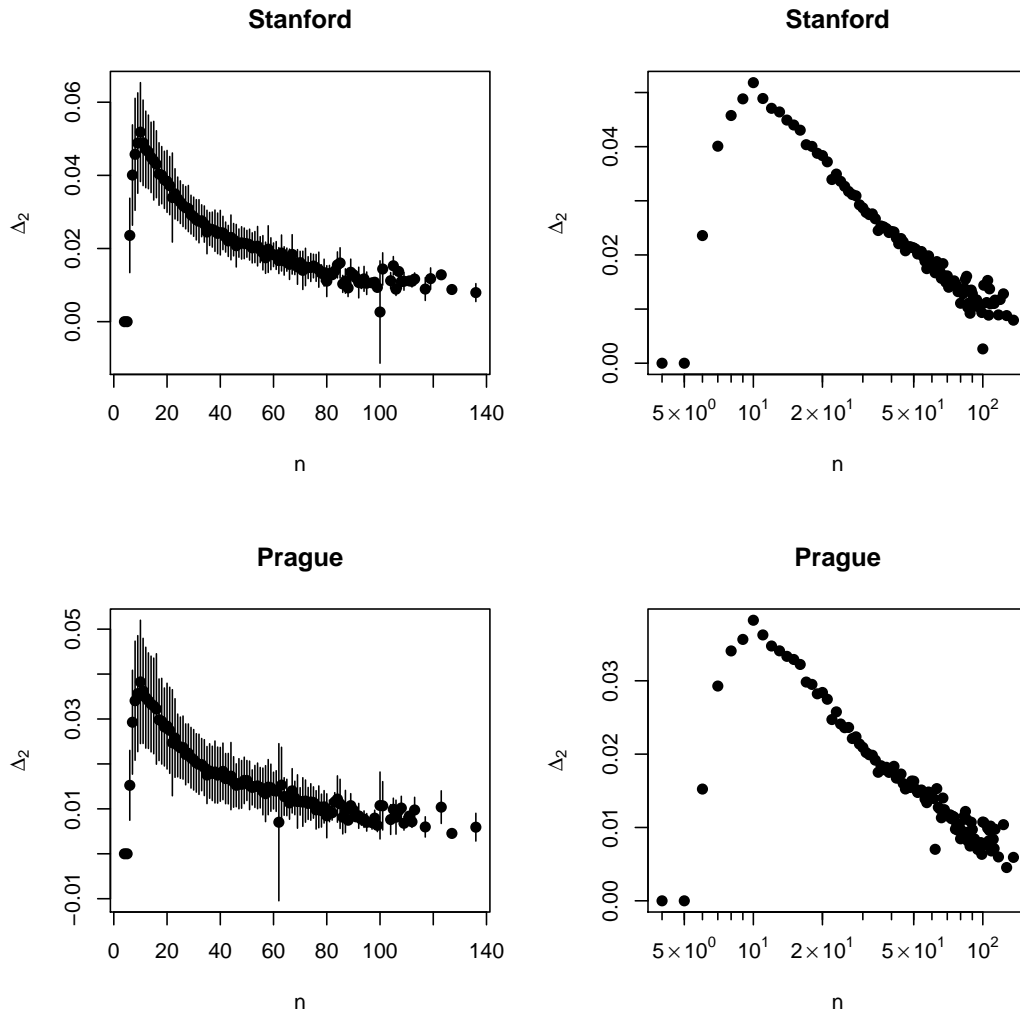 Stanford
Δ₂
0.00 0.02 0.04 0.06
0 20 40 60 80 100 140
n
Stanford
Δ₂
0.00 0.02 0.04
5×10⁰ 10¹ 2×10¹ 5×10¹ 10²
n
Prague
Δ₂
−0.01 0.01 0.03 0.05
0 20 40 60 80 100 140
n
Prague
Δ₂
0.00 0.01 0.02 0.03
5×10⁰ 10¹ 2×10¹ 5×10¹ 10²
n